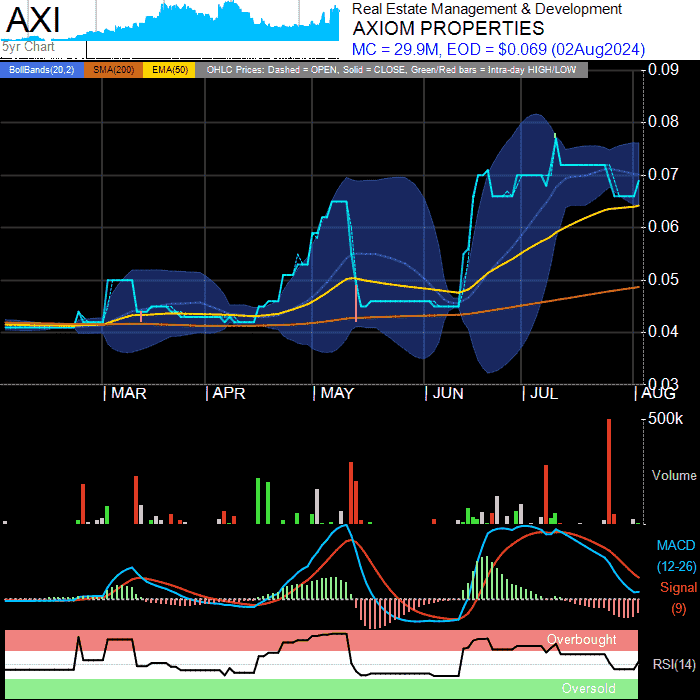 AXI
5yr Chart
Real Estate Management & Development
AXIOM PROPERTIES
MC = 29.9M, EOD = $0.069 (02Aug2024)
BollBands(20,2) SMA(200) EMA(50) OHLC Prices: Dashed = OPEN, Solid = CLOSE, Green/Red bars = Intra-day HIGH/LOW
0.09
0.08
0.07
0.06
0.05
0.04
0.03
MAR APR MAY JUN JUL AUG
500k
Volume
MACD
(12-26)
Signal
(9)
Overbought
RSI(14)
Oversold